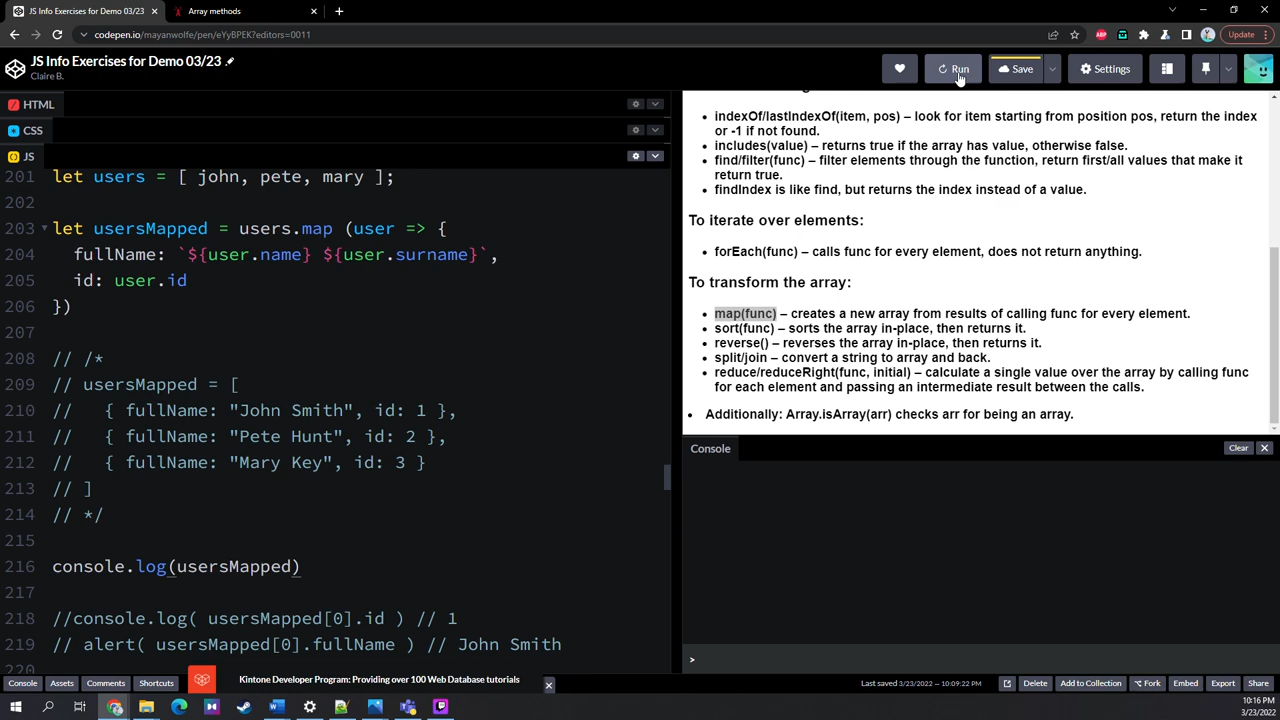 JS Info Exercises for Demo 03/23
Array methods
codepen.io/mayanwolfe/pen/eYyBPEK?editors=0011
ABP
Update
JS Info Exercises for Demo 03/23
Claire B.
Run
Save
Settings
HTML
CSS
JS
201 let users = [ john, pete, mary ];
202
203 let usersMapped = users.map (user => {
204 fullName: `${user.name} ${user.surname}`,
205 id: user.id
206 })
207
208 // /*
209 // usersMapped = [
210 // { fullName: "John Smith", id: 1 },
211 // { fullName: "Pete Hunt", id: 2 },
212 // { fullName: "Mary Key", id: 3 }
213 // ]
214 // */
215
216 console.log(usersMapped)
217
218 //console.log( usersMapped[0].id ) // 1
219 // alert( usersMapped[0].fullName ) // John Smith
220
indexOf/lastIndexOf(item, pos) – look for item starting from position pos, return the index
or -1 if not found.
includes(value) – returns true if the array has value, otherwise false.
find/filter(func) – filter elements through the function, return first/all values that make it
return true.
findIndex is like find, but returns the index instead of a value.
To iterate over elements:
forEach(func) – calls func for every element, does not return anything.
To transform the array:
map(func) – creates a new array from results of calling func for every element.
sort(func) – sorts the array in-place, then returns it.
reverse() – reverses the array in-place, then returns it.
split/join – convert a string to array and back.
reduce/reduceRight(func, initial) – calculate a single value over the array by calling func
for each element and passing an intermediate result between the calls.
Additionally: Array.isArray(arr) checks arr for being an array.
Console
Clear
>
Kintone Developer Program: Providing over 100 Web Database tutorials
Console
Assets
Comments
Shortcuts
Last saved 3/23/2022 — 10:09:22 PM
Delete
Add to Collection
Fork
Embed
Export
Share
10:16 PM
3/23/2022